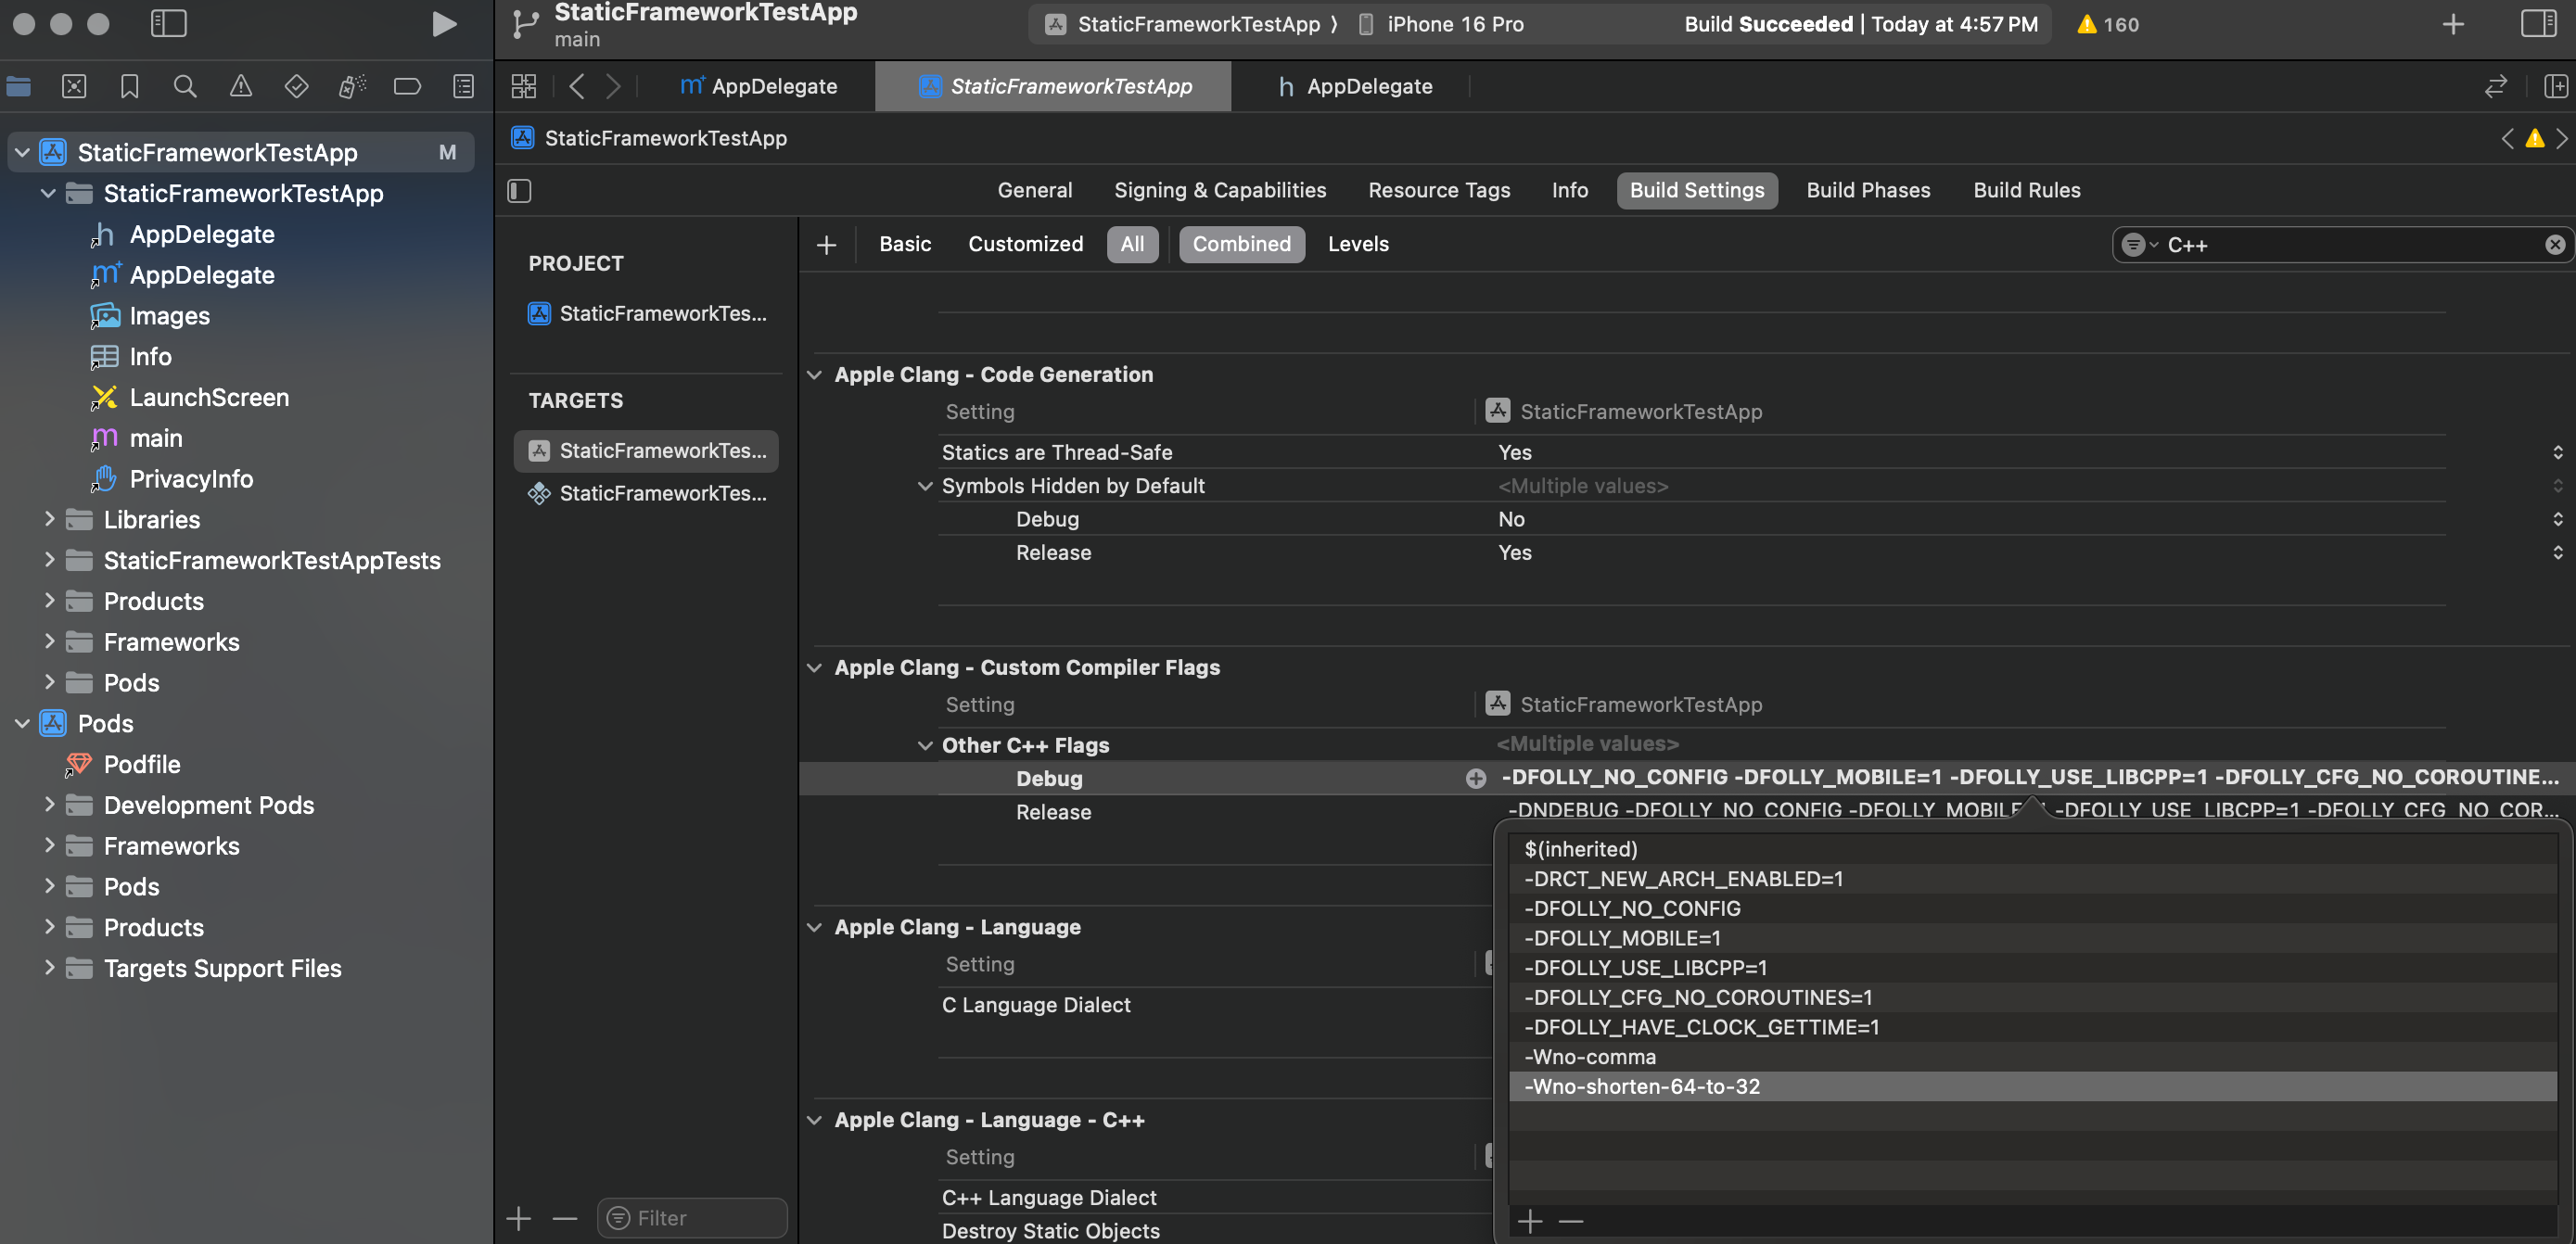 StaticFrameworkTestApp
main
StaticFrameworkTestApp ⟩ iPhone 16 Pro
Build Succeeded | Today at 4:57 PM
160
AppDelegate
StaticFrameworkTestApp
h AppDelegate
StaticFrameworkTestApp
General Signing & Capabilities Resource Tags Info Build Settings Build Phases Build Rules
StaticFrameworkTestApp M
StaticFrameworkTestApp
h AppDelegate
m+ AppDelegate
Images
Info
LaunchScreen
m main
PrivacyInfo
Libraries
StaticFrameworkTestAppTests
Products
Frameworks
Pods
Pods
Podfile
Development Pods
Frameworks
Pods
Products
Targets Support Files
PROJECT
StaticFrameworkTes...
TARGETS
StaticFrameworkTes...
StaticFrameworkTes...
Filter
Basic Customized All Combined Levels
C++
Apple Clang - Code Generation
Setting StaticFrameworkTestApp
Statics are Thread-Safe Yes
Symbols Hidden by Default <Multiple values>
Debug No
Release Yes
Apple Clang - Custom Compiler Flags
Setting StaticFrameworkTestApp
Other C++ Flags <Multiple values>
Debug -DFOLLY_NO_CONFIG -DFOLLY_MOBILE=1 -DFOLLY_USE_LIBCPP=1 -DFOLLY_CFG_NO_COROUTINE...
Release -DNDEBUG -DFOLLY_NO_CONFIG -DFOLLY_MOBILE -DFOLLY_USE_LIBCPP=1 -DFOLLY_CFG_NO_COR...
$(inherited)
-DRCT_NEW_ARCH_ENABLED=1
-DFOLLY_NO_CONFIG
-DFOLLY_MOBILE=1
-DFOLLY_USE_LIBCPP=1
-DFOLLY_CFG_NO_COROUTINES=1
-DFOLLY_HAVE_CLOCK_GETTIME=1
-Wno-comma
-Wno-shorten-64-to-32
Apple Clang - Language
Setting
C Language Dialect
Apple Clang - Language - C++
Setting
C++ Language Dialect
Destroy Static Objects